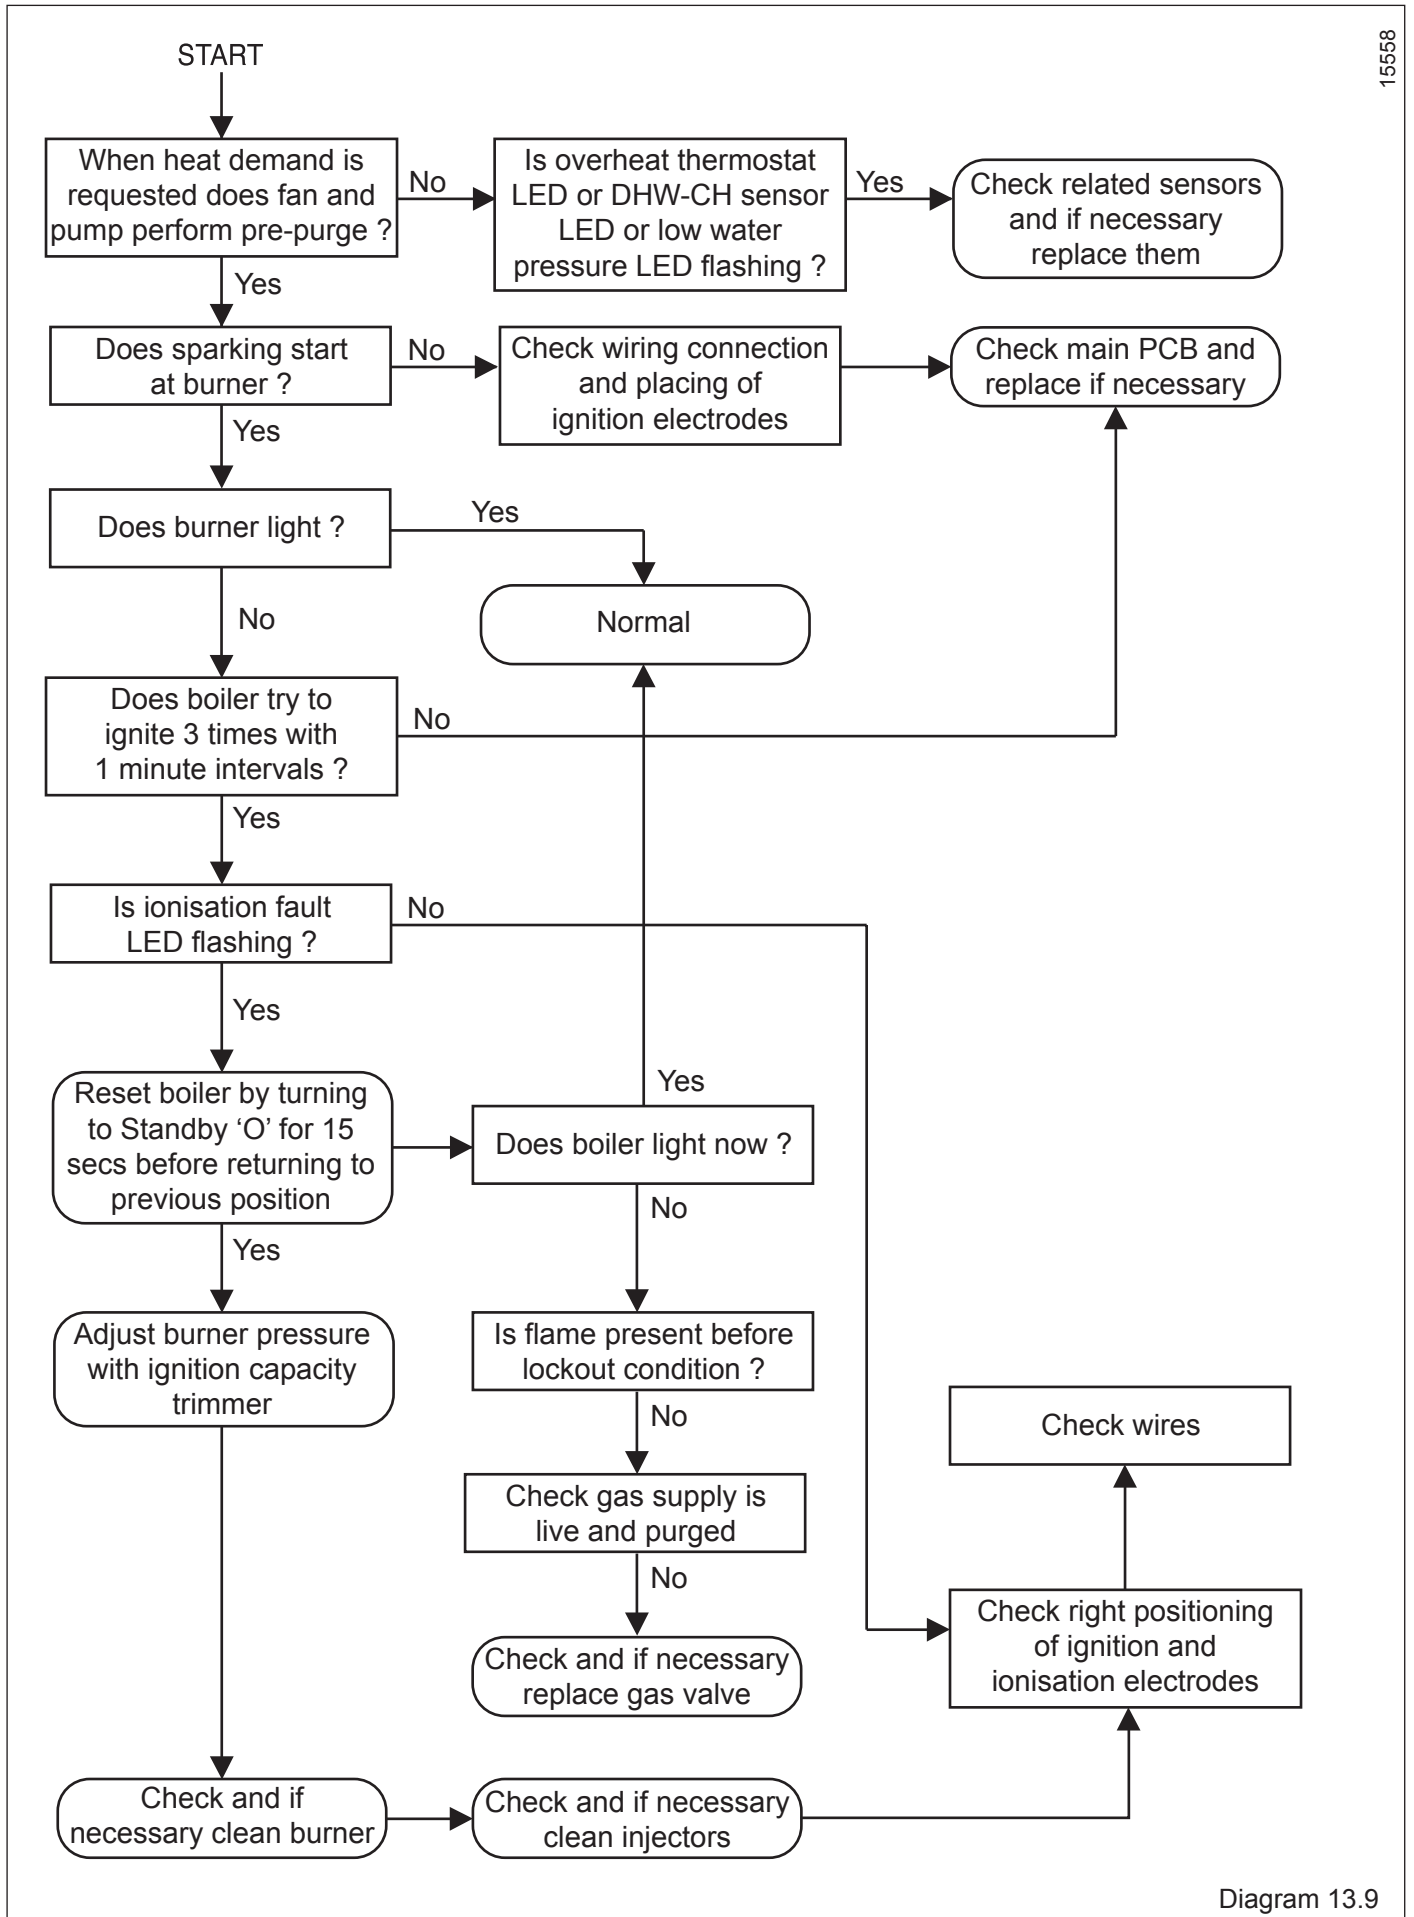 15558
START
When heat demand is
requested does fan and
pump perform pre-purge ?
No
Is overheat thermostat
LED or DHW-CH sensor
LED or low water
pressure LED flashing ?
Yes
Check related sensors
and if necessary
replace them
Yes
Does sparking start
at burner ?
No
Check wiring connection
and placing of
ignition electrodes
Check main PCB and
replace if necessary
Yes
Does burner light ?
Yes
Normal
No
Does boiler try to
ignite 3 times with
1 minute intervals ?
No
Yes
Is ionisation fault
LED flashing ?
No
Yes
Reset boiler by turning
to Standby ‘O’ for 15
secs before returning to
previous position
Yes
Does boiler light now ?
No
Yes
Adjust burner pressure
with ignition capacity
trimmer
Is flame present before
lockout condition ?
No
Check wires
Check gas supply is
live and purged
No
Check right positioning
of ignition and
ionisation electrodes
Check and if necessary
replace gas valve
Check and if
necessary clean burner
Check and if necessary
clean injectors
Diagram 13.9